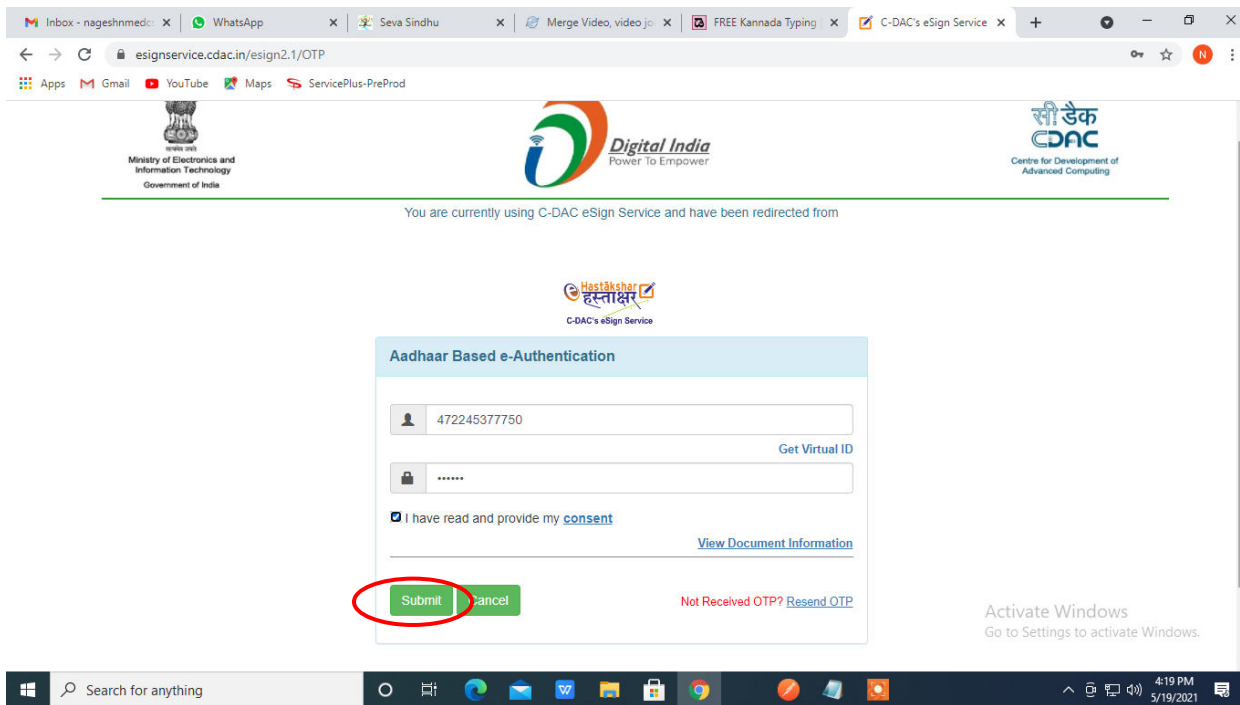 Inbox - nageshnmedc
WhatsApp
Seva Sindhu
Merge Video, video jo
FREE Kannada Typing
C-DAC's eSign Service
esignservice.cdac.in/esign2.1/OTP
N
Apps
Gmail
YouTube
Maps
ServicePlus-PreProd
Ministry of Electronics and
Information Technology
Government of India
Digital India
Power To Empower
सी डैक
CDAC
Centre for Development of
Advanced Computing
You are currently using C-DAC eSign Service and have been redirected from
e Hastākshar
हस्ताक्षर
C-DAC's eSign Service
Aadhaar Based e-Authentication
472245377750
Get Virtual ID
••••••
I have read and provide my consent
View Document Information
Submit
Cancel
Not Received OTP? Resend OTP
Activate Windows
Go to Settings to activate Windows.
Search for anything
4:19 PM
5/19/2021